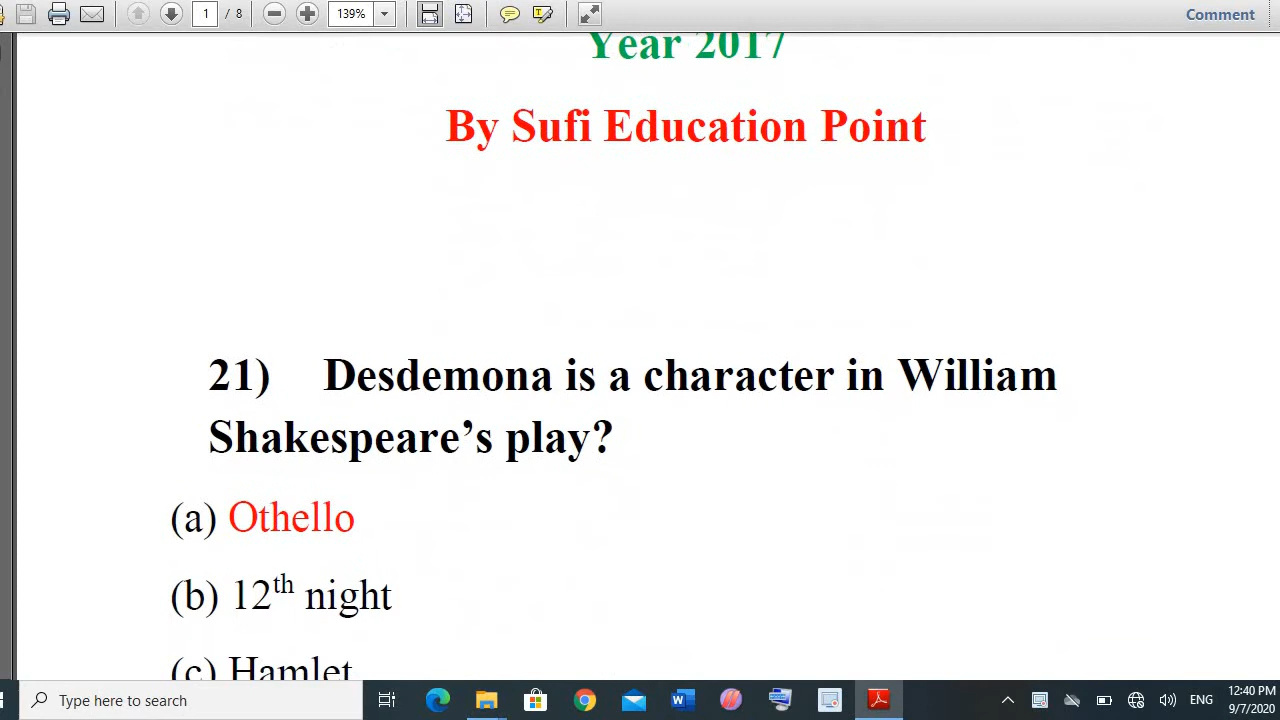 1 / 8 139% Comment
Year 2017
By Sufi Education Point
21) Desdemona is a character in William
Shakespeare’s play?
(a) Othello
(b) 12th night
(c) Hamlet
Type here to search
ENG
12:40 PM
9/7/2020